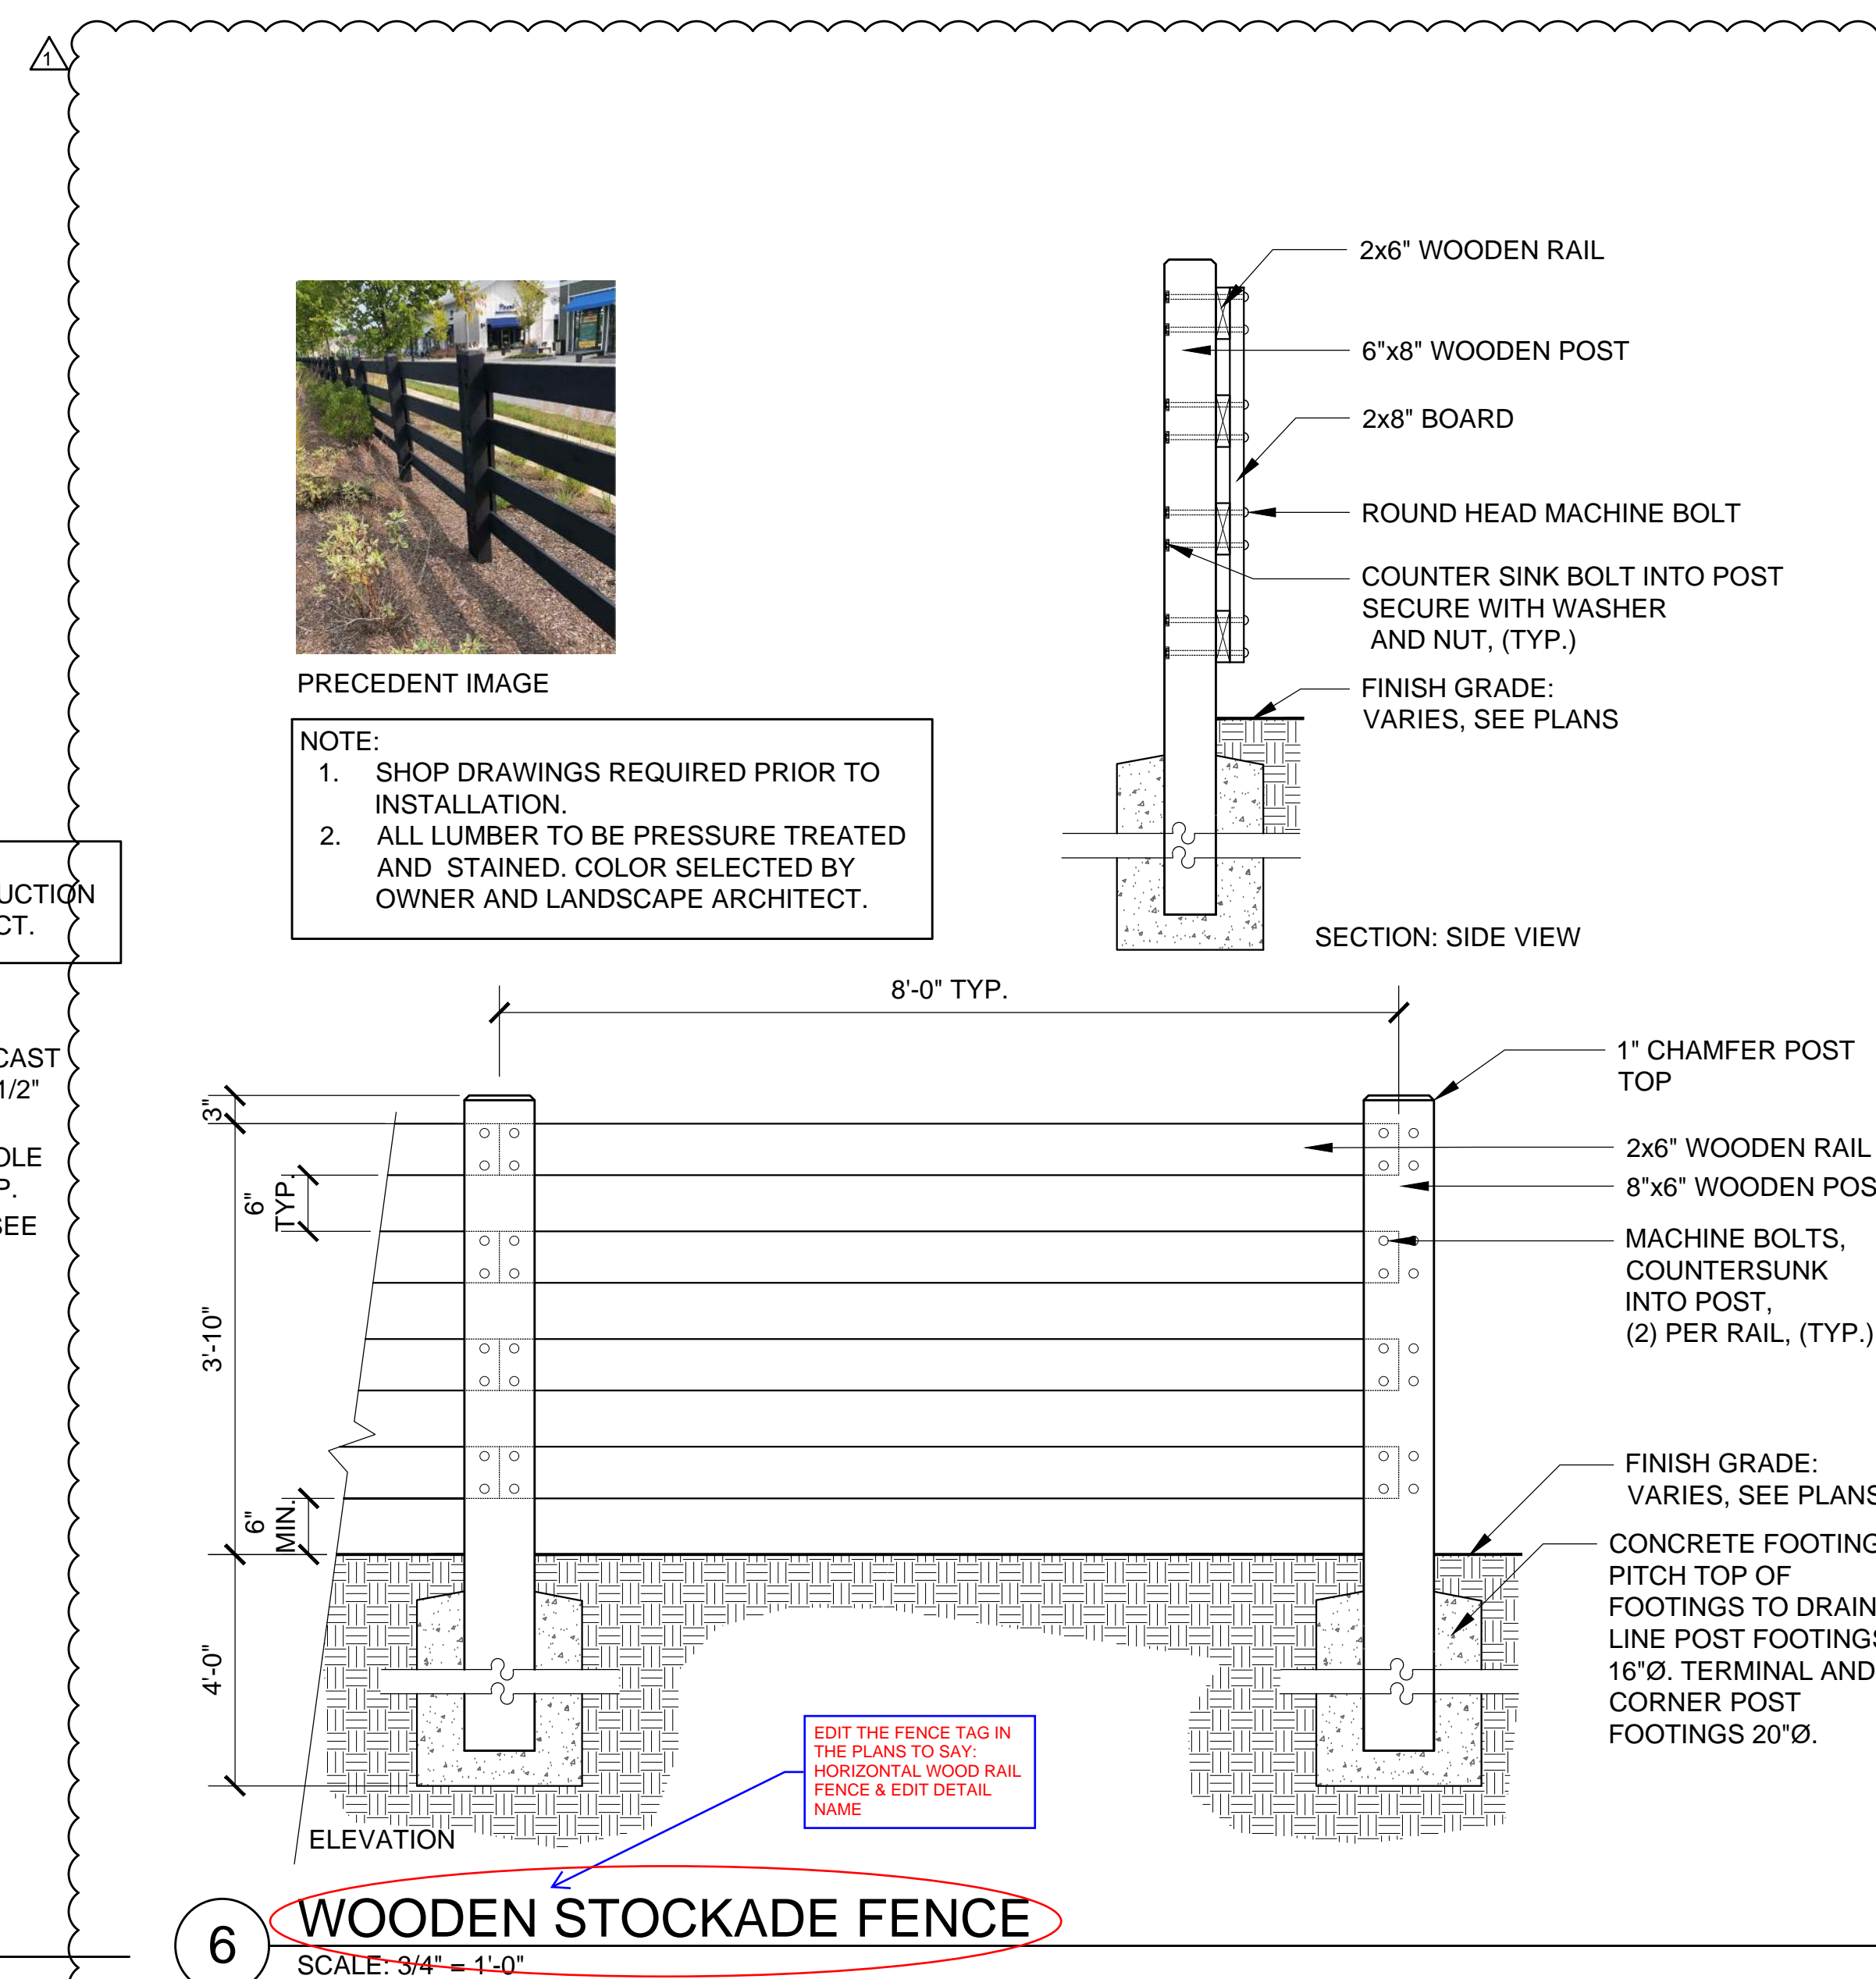 1
2x6" WOODEN RAIL
6"x8" WOODEN POST
2x8" BOARD
ROUND HEAD MACHINE BOLT
COUNTER SINK BOLT INTO POST
SECURE WITH WASHER
AND NUT, (TYP.)
FINISH GRADE:
VARIES, SEE PLANS
PRECEDENT IMAGE
NOTE:
1. SHOP DRAWINGS REQUIRED PRIOR TO
INSTALLATION.
2. ALL LUMBER TO BE PRESSURE TREATED
AND STAINED. COLOR SELECTED BY
OWNER AND LANDSCAPE ARCHITECT.
SECTION: SIDE VIEW
UCTION
CT.
CAST
1/2"
DLE
P.
SEE
8'-0" TYP.
3"
6"
TYP.
3'-10"
6"
MIN.
4'-0"
1" CHAMFER POST
TOP
2x6" WOODEN RAIL
8"x6" WOODEN POS
MACHINE BOLTS,
COUNTERSUNK
INTO POST,
(2) PER RAIL, (TYP.)
FINISH GRADE:
VARIES, SEE PLANS
CONCRETE FOOTING
PITCH TOP OF
FOOTINGS TO DRAIN
LINE POST FOOTINGS
16"Ø. TERMINAL AND
CORNER POST
FOOTINGS 20"Ø.
EDIT THE FENCE TAG IN
THE PLANS TO SAY:
HORIZONTAL WOOD RAIL
FENCE & EDIT DETAIL
NAME
ELEVATION
6
WOODEN STOCKADE FENCE
SCALE: 3/4" = 1'-0"